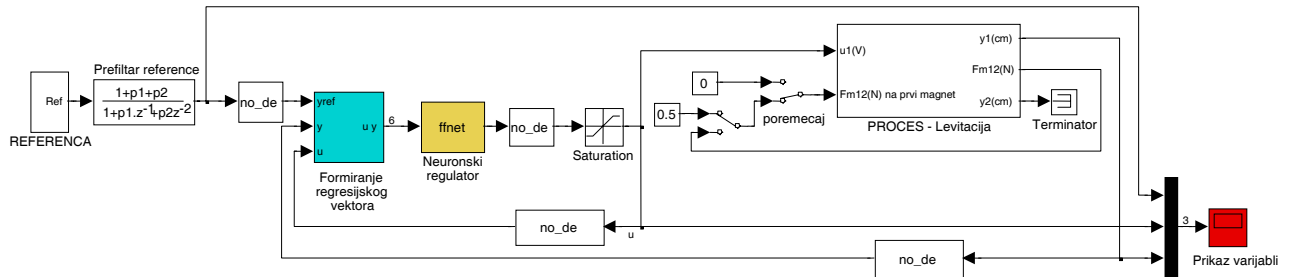 Ref
REFERENCA
Prefiltar reference
1+p1+p2
1+p1.z⁻¹+p2z⁻²
no_de
yref
y
u
u y
Formiranje
regresijskog
vektora
6
ffnet
Neuronski
regulator
no_de
Saturation
0
0.5
poremecaj
u1(V)
Fm12(N) na prvi magnet
y1(cm)
Fm12(N)
y2(cm)
PROCES - Levitacija
Terminator
no_de
u
no_de
3
Prikaz varijabli